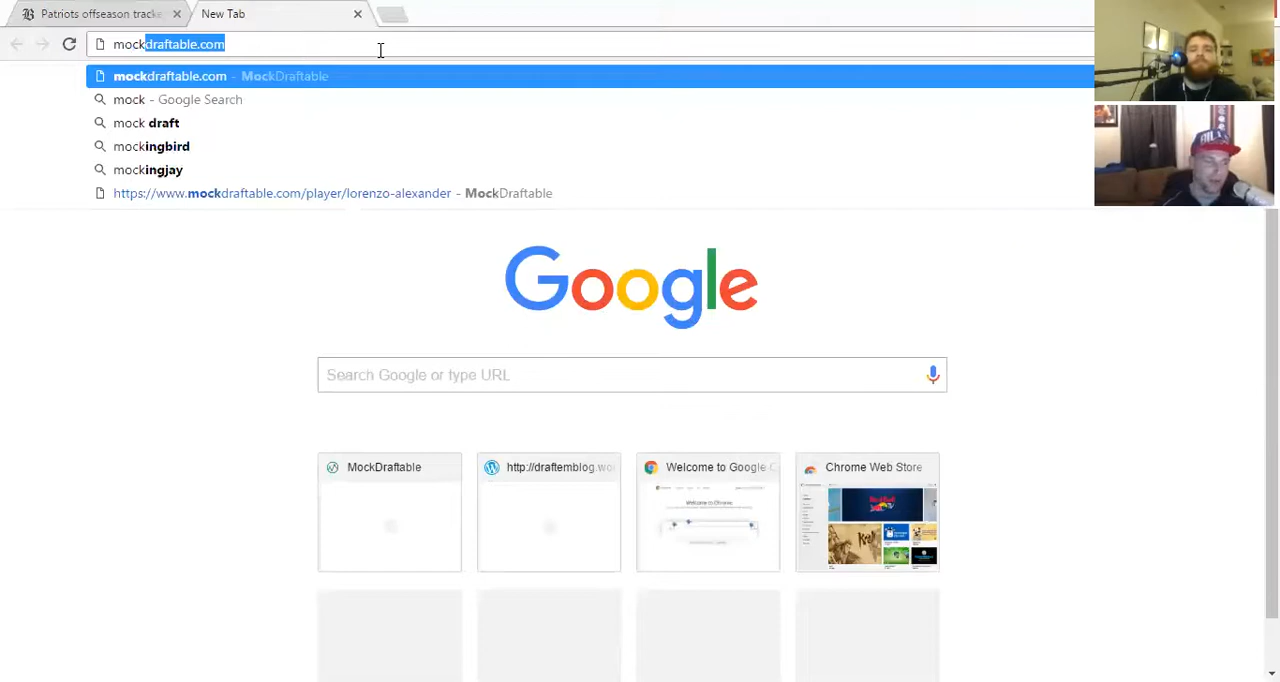 Patriots offseason tracke
New Tab
mockdraftable.com
mockdraftable.com - MockDraftable
mock - Google Search
mock draft
mockingbird
mockingjay
https://www.mockdraftable.com/player/lorenzo-alexander - MockDraftable
Google
Search Google or type URL
MockDraftable
http://draftemblog.wo
Welcome to Google C
Chrome Web Store